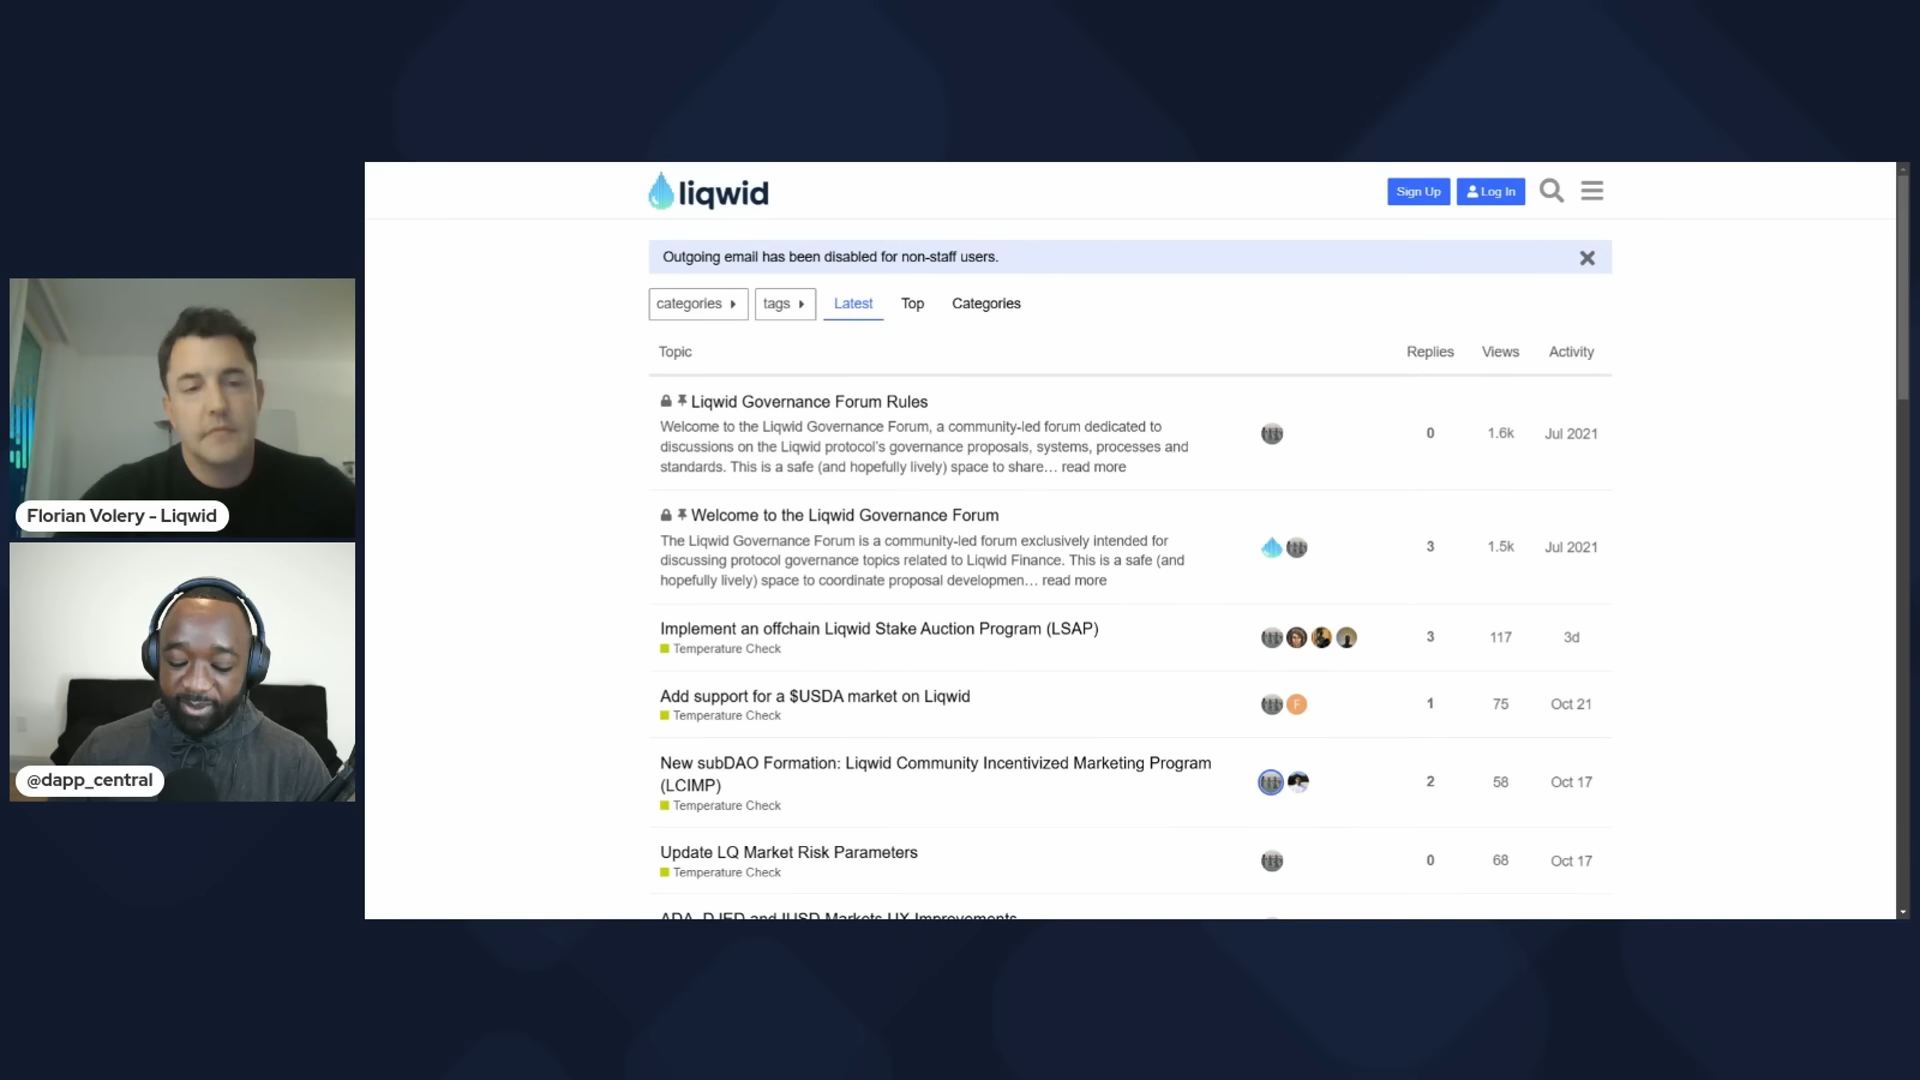 liqwid
Sign Up
Log In
Outgoing email has been disabled for non-staff users.
categories
tags
Latest
Top
Categories
Topic
Replies
Views
Activity
Liqwid Governance Forum Rules
Welcome to the Liqwid Governance Forum, a community-led forum dedicated to
discussions on the Liqwid protocol's governance proposals, systems, processes and
standards. This is a safe (and hopefully lively) space to share… read more
0
1.6k
Jul 2021
Welcome to the Liqwid Governance Forum
The Liqwid Governance Forum is a community-led forum exclusively intended for
discussing protocol governance topics related to Liqwid Finance. This is a safe (and
hopefully lively) space to coordinate proposal developmen… read more
3
1.5k
Jul 2021
Implement an offchain Liqwid Stake Auction Program (LSAP)
Temperature Check
3
117
3d
Add support for a $USDA market on Liqwid
Temperature Check
F
1
75
Oct 21
New subDAO Formation: Liqwid Community Incentivized Marketing Program
(LCIMP)
Temperature Check
2
58
Oct 17
Update LQ Market Risk Parameters
Temperature Check
0
68
Oct 17
ADA, DJED and IUSD Markets UX Improvements
Florian Volery - Liqwid
@dapp_central